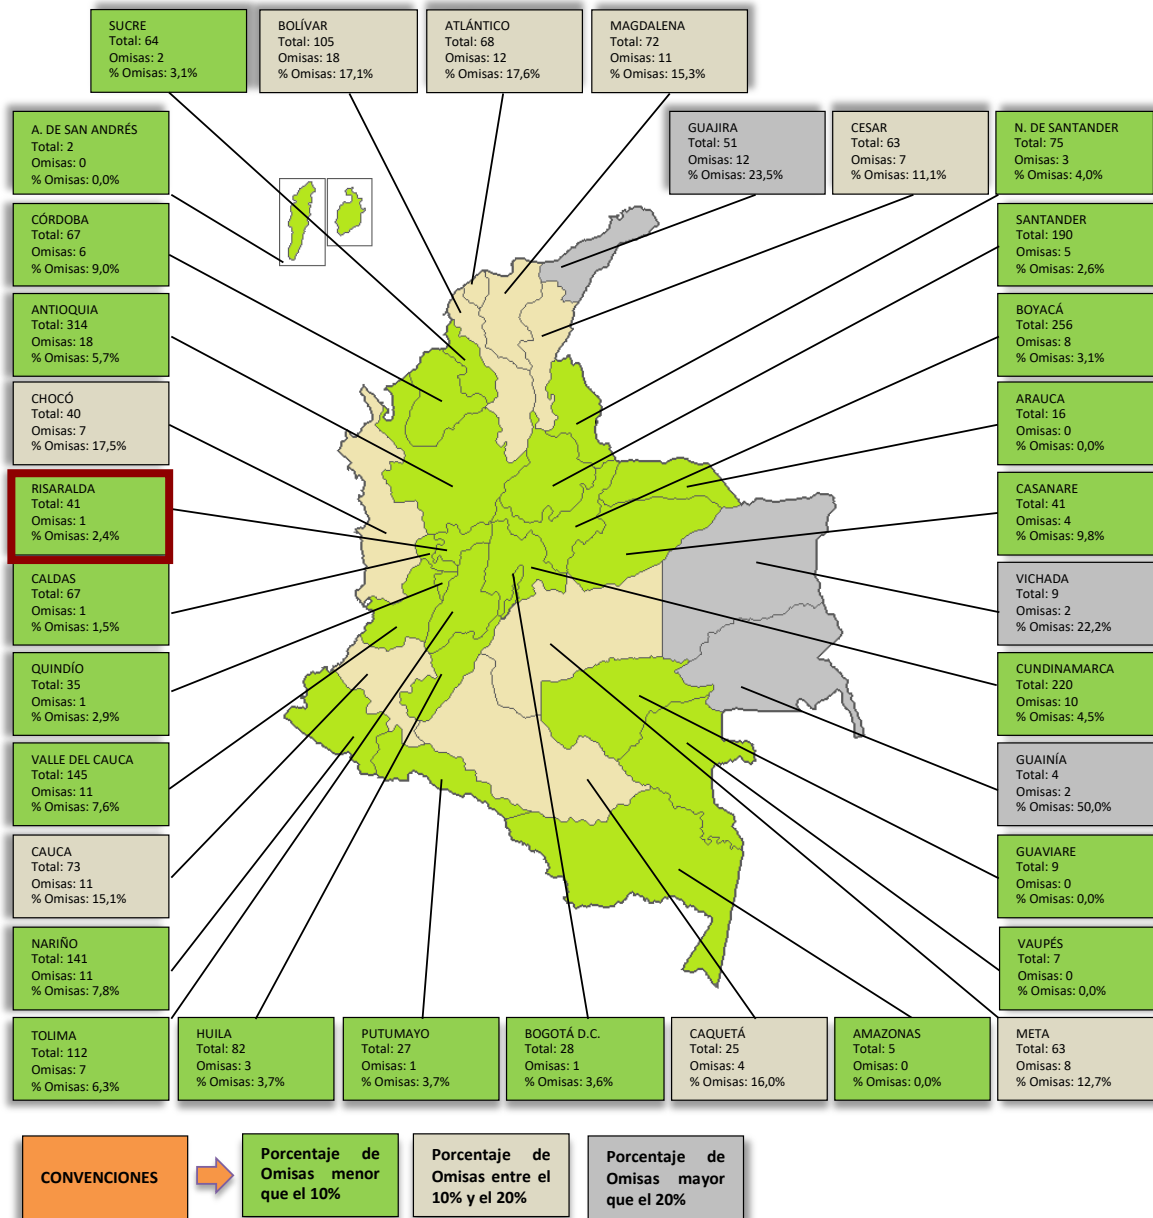 SUCRE
Total: 64
Omisas: 2
% Omisas: 3,1%
BOLÍVAR
Total: 105
Omisas: 18
% Omisas: 17,1%
ATLÁNTICO
Total: 68
Omisas: 12
% Omisas: 17,6%
MAGDALENA
Total: 72
Omisas: 11
% Omisas: 15,3%
A. DE SAN ANDRÉS
Total: 2
Omisas: 0
% Omisas: 0,0%
GUAJIRA
Total: 51
Omisas: 12
% Omisas: 23,5%
CESAR
Total: 63
Omisas: 7
% Omisas: 11,1%
N. DE SANTANDER
Total: 75
Omisas: 3
% Omisas: 4,0%
CÓRDOBA
Total: 67
Omisas: 6
% Omisas: 9,0%
SANTANDER
Total: 190
Omisas: 5
% Omisas: 2,6%
ANTIOQUIA
Total: 314
Omisas: 18
% Omisas: 5,7%
BOYACÁ
Total: 256
Omisas: 8
% Omisas: 3,1%
CHOCÓ
Total: 40
Omisas: 7
% Omisas: 17,5%
ARAUCA
Total: 16
Omisas: 0
% Omisas: 0,0%
RISARALDA
Total: 41
Omisas: 1
% Omisas: 2,4%
CASANARE
Total: 41
Omisas: 4
% Omisas: 9,8%
CALDAS
Total: 67
Omisas: 1
% Omisas: 1,5%
VICHADA
Total: 9
Omisas: 2
% Omisas: 22,2%
QUINDÍO
Total: 35
Omisas: 1
% Omisas: 2,9%
CUNDINAMARCA
Total: 220
Omisas: 10
% Omisas: 4,5%
VALLE DEL CAUCA
Total: 145
Omisas: 11
% Omisas: 7,6%
GUAINÍA
Total: 4
Omisas: 2
% Omisas: 50,0%
CAUCA
Total: 73
Omisas: 11
% Omisas: 15,1%
GUAVIARE
Total: 9
Omisas: 0
% Omisas: 0,0%
NARIÑO
Total: 141
Omisas: 11
% Omisas: 7,8%
VAUPÉS
Total: 7
Omisas: 0
% Omisas: 0,0%
TOLIMA
Total: 112
Omisas: 7
% Omisas: 6,3%
HUILA
Total: 82
Omisas: 3
% Omisas: 3,7%
PUTUMAYO
Total: 27
Omisas: 1
% Omisas: 3,7%
BOGOTÁ D.C.
Total: 28
Omisas: 1
% Omisas: 3,6%
CAQUETÁ
Total: 25
Omisas: 4
% Omisas: 16,0%
AMAZONAS
Total: 5
Omisas: 0
% Omisas: 0,0%
META
Total: 63
Omisas: 8
% Omisas: 12,7%
CONVENCIONES
Porcentaje de
Omisas menor
que el 10%
Porcentaje de
Omisas entre el
10% y el 20%
Porcentaje de
Omisas mayor
que el 20%